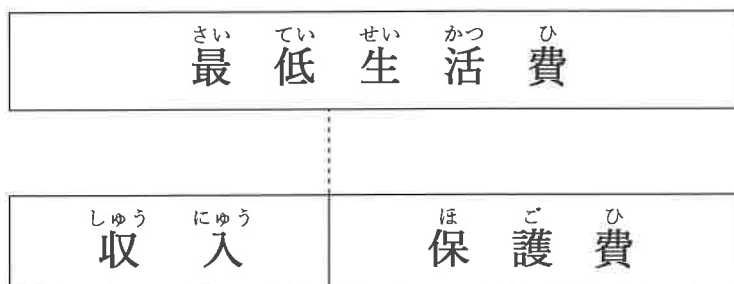 さい てい せい かつ ひ
最 低 生 活 費
しゅう にゅう
収 入
ほ ご ひ
保 護 費